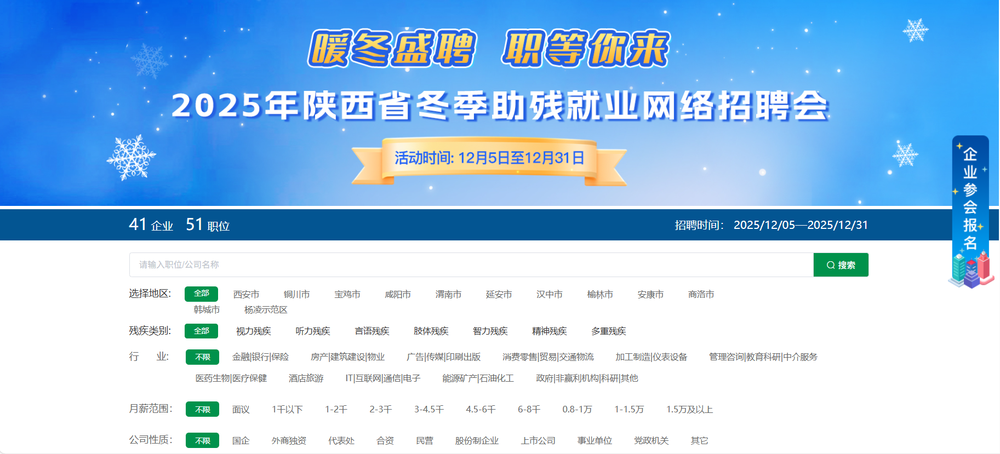 暖冬盛聘 职等你来
2025年陕西省冬季助残就业网络招聘会
活动时间: 12月5日至12月31日
企业参会报名
41 企业 51 职位
招聘时间： 2025/12/05—2025/12/31
请输入职位/公司名称
搜索
选择地区: 全部 西安市 铜川市 宝鸡市 咸阳市 渭南市 延安市 汉中市 榆林市 安康市 商洛市
韩城市 杨凌示范区
残疾类别: 全部 视力残疾 听力残疾 言语残疾 肢体残疾 智力残疾 精神残疾 多重残疾
行 业: 不限 金融|银行|保险 房产|建筑建设|物业 广告|传媒|印刷出版 消费零售|贸易|交通物流 加工制造|仪表设备 管理咨询|教育科研|中介服务
医药生物|医疗保健 酒店旅游 IT|互联网|通信|电子 能源矿产|石油化工 政府|非赢利机构|科研|其他
月薪范围: 不限 面议 1千以下 1-2千 2-3千 3-4.5千 4.5-6千 6-8千 0.8-1万 1-1.5万 1.5万及以上
公司性质: 不限 国企 外商独资 代表处 合资 民营 股份制企业 上市公司 事业单位 党政机关 其它